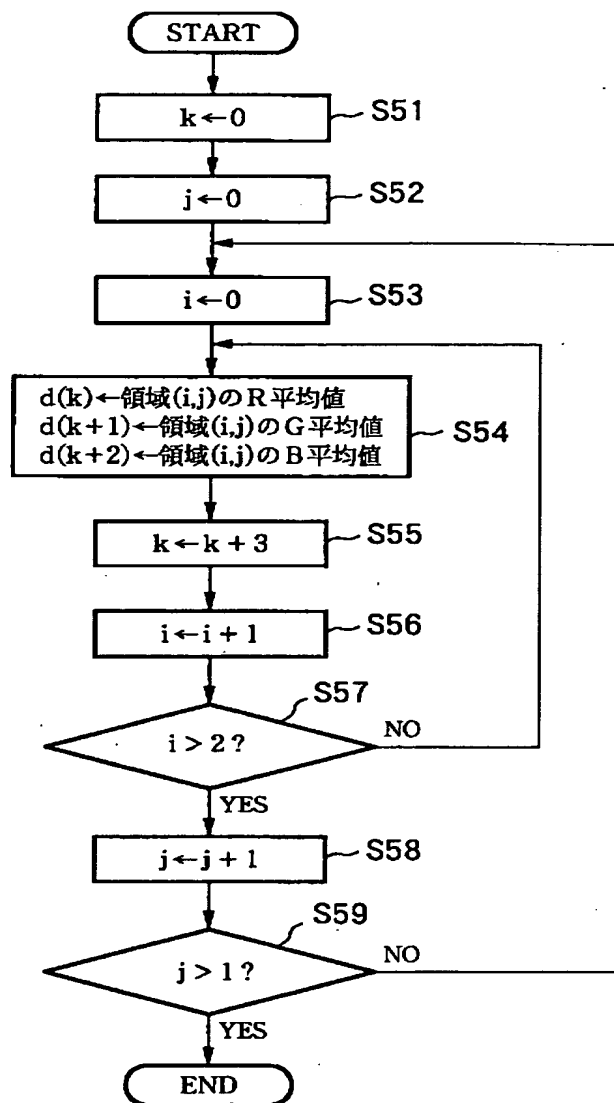 START
k←0
S51
j←0
S52
i←0
S53
d(k)←領域(i,j)のR平均値
d(k+1)←領域(i,j)のG平均値
d(k+2)←領域(i,j)のB平均値
S54
k←k+3
S55
i←i+1
S56
S57
i>2?
NO
YES
j←j+1
S58
S59
j>1?
NO
YES
END